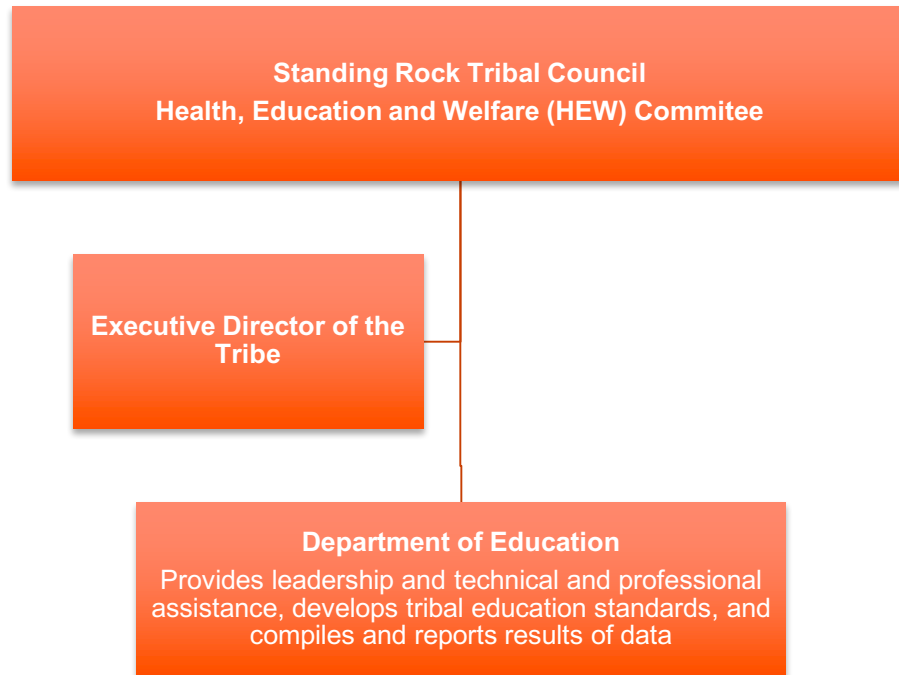 Standing Rock Tribal Council
Health, Education and Welfare (HEW) Commitee
Executive Director of the
Tribe
Department of Education
Provides leadership and technical and professional
assistance, develops tribal education standards, and
compiles and reports results of data